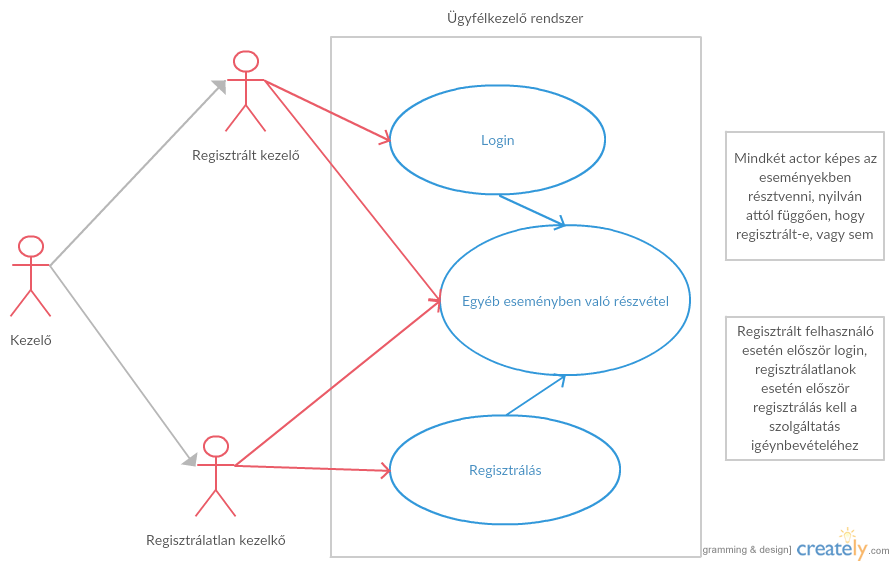 Ügyfélkezelő rendszer
Regisztrált kezelő
Login
Mindkét actor képes az
eseményekben
résztvenni, nyilván
attól függően, hogy
regisztrált-e, vagy sem
Egyéb eseményben való részvétel
Kezelő
Regisztrált felhasználó
esetén először login,
regisztrálatlanok
esetén először
regisztrálás kell a
szolgáltatás
igéynbevételéhez
Regisztrálás
Regisztrálatlan kezelkő
gramming & design]
creately.com